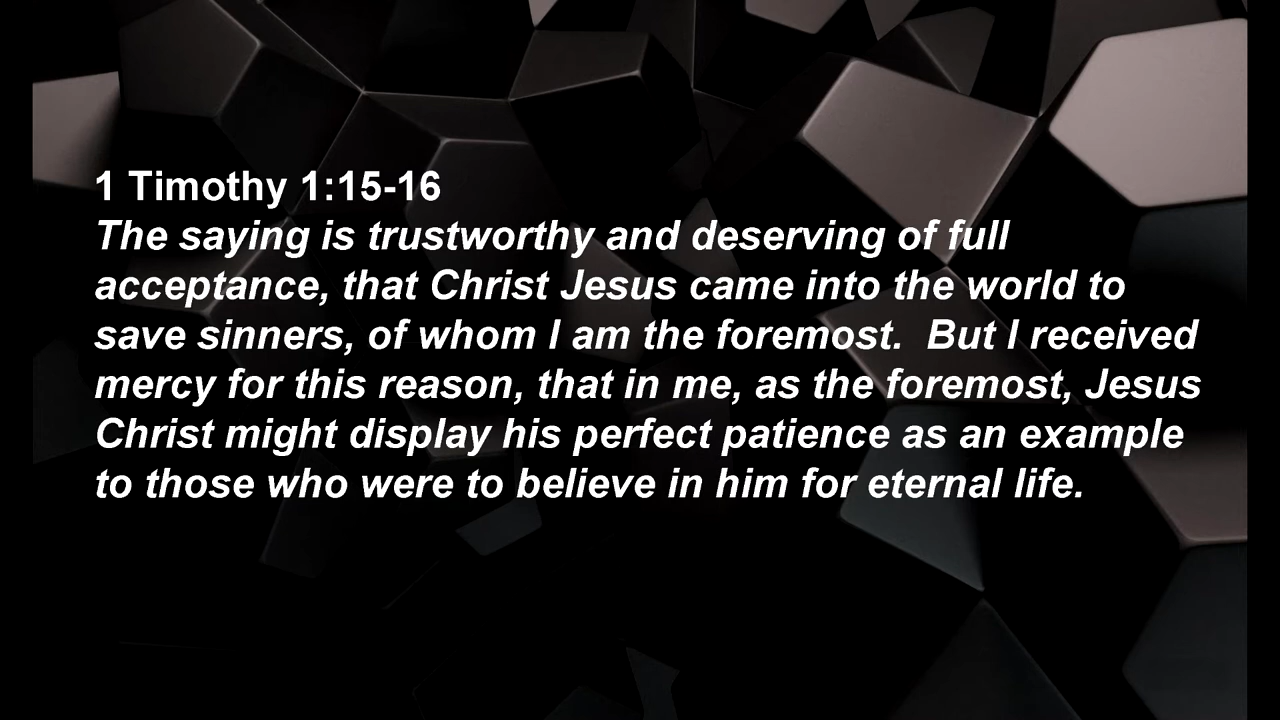 1 Timothy 1:15-16
The saying is trustworthy and deserving of full
acceptance, that Christ Jesus came into the world to
save sinners, of whom I am the foremost.  But I received
mercy for this reason, that in me, as the foremost, Jesus
Christ might display his perfect patience as an example
to those who were to believe in him for eternal life.